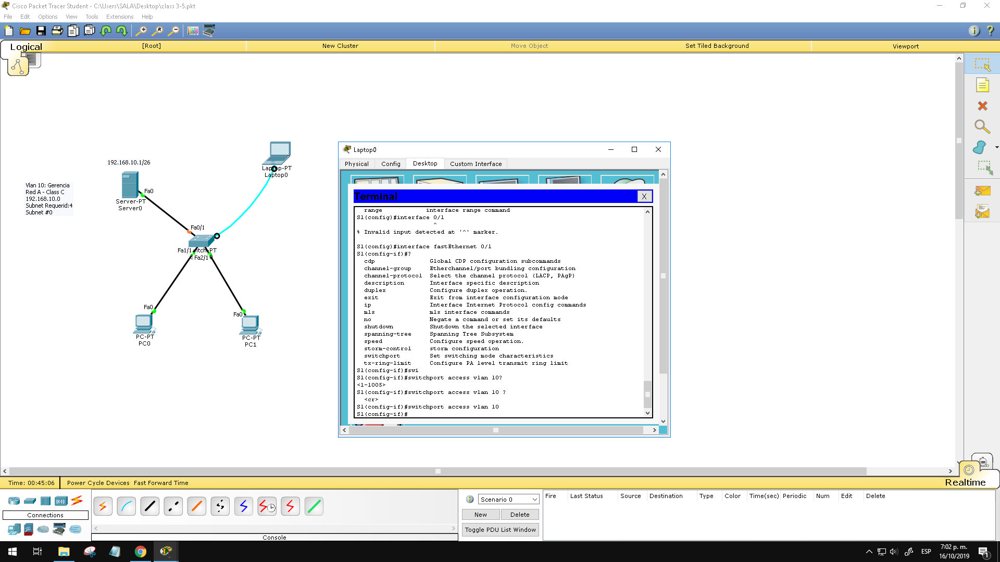 Cisco Packet Tracer Student - C:\Users\SALA\Desktop\class 3-5.pkt
File Edit Options View Tools Extensions Help
Logical [Root] New Cluster Move Object Set Tiled Background Viewport
192.168.10.1/26
Vlan 10: Gerencia
Red A - Class C
192.168.10.0
Subnet Requerid:4
Subnet #0
Fa0
Server-PT
Server0
Laptop-PT
Laptop0
Fa0/1
Fa1/1
Fa2/1
Fa0
PC-PT
PC0
Fa0
PC-PT
PC1
Laptop0
Physical Config Desktop Custom Interface
Terminal
X
range interface range command
S1(config)#interface 0/1
^
% Invalid input detected at '^' marker.
S1(config)#interface fastEthernet 0/1
S1(config-if)#?
cdp Global CDP configuration subcommands
channel-group Etherchannel/port bundling configuration
channel-protocol Select the channel protocol (LACP, PAgP)
description Interface specific description
duplex Configure duplex operation.
exit Exit from interface configuration mode
ip Interface Internet Protocol config commands
mls mls interface commands
no Negate a command or set its defaults
shutdown Shutdown the selected interface
spanning-tree Spanning Tree Subsystem
speed Configure speed operation.
storm-control storm configuration
switchport Set switching mode characteristics
tx-ring-limit Configure PA level transmit ring limit
S1(config-if)#swi
S1(config-if)#switchport access vlan 10?
<1-1005>
S1(config-if)#switchport access vlan 10 ?
<cr>
S1(config-if)#switchport access vlan 10
S1(config-if)#
Realtime
Time: 00:45:06 Power Cycle Devices Fast Forward Time
Connections
Console
Scenario 0
New Delete
Toggle PDU List Window
Fire Last Status Source Destination Type Color Time(sec) Periodic Num Edit Delete
ESP
7:02 p. m.
16/10/2019
1